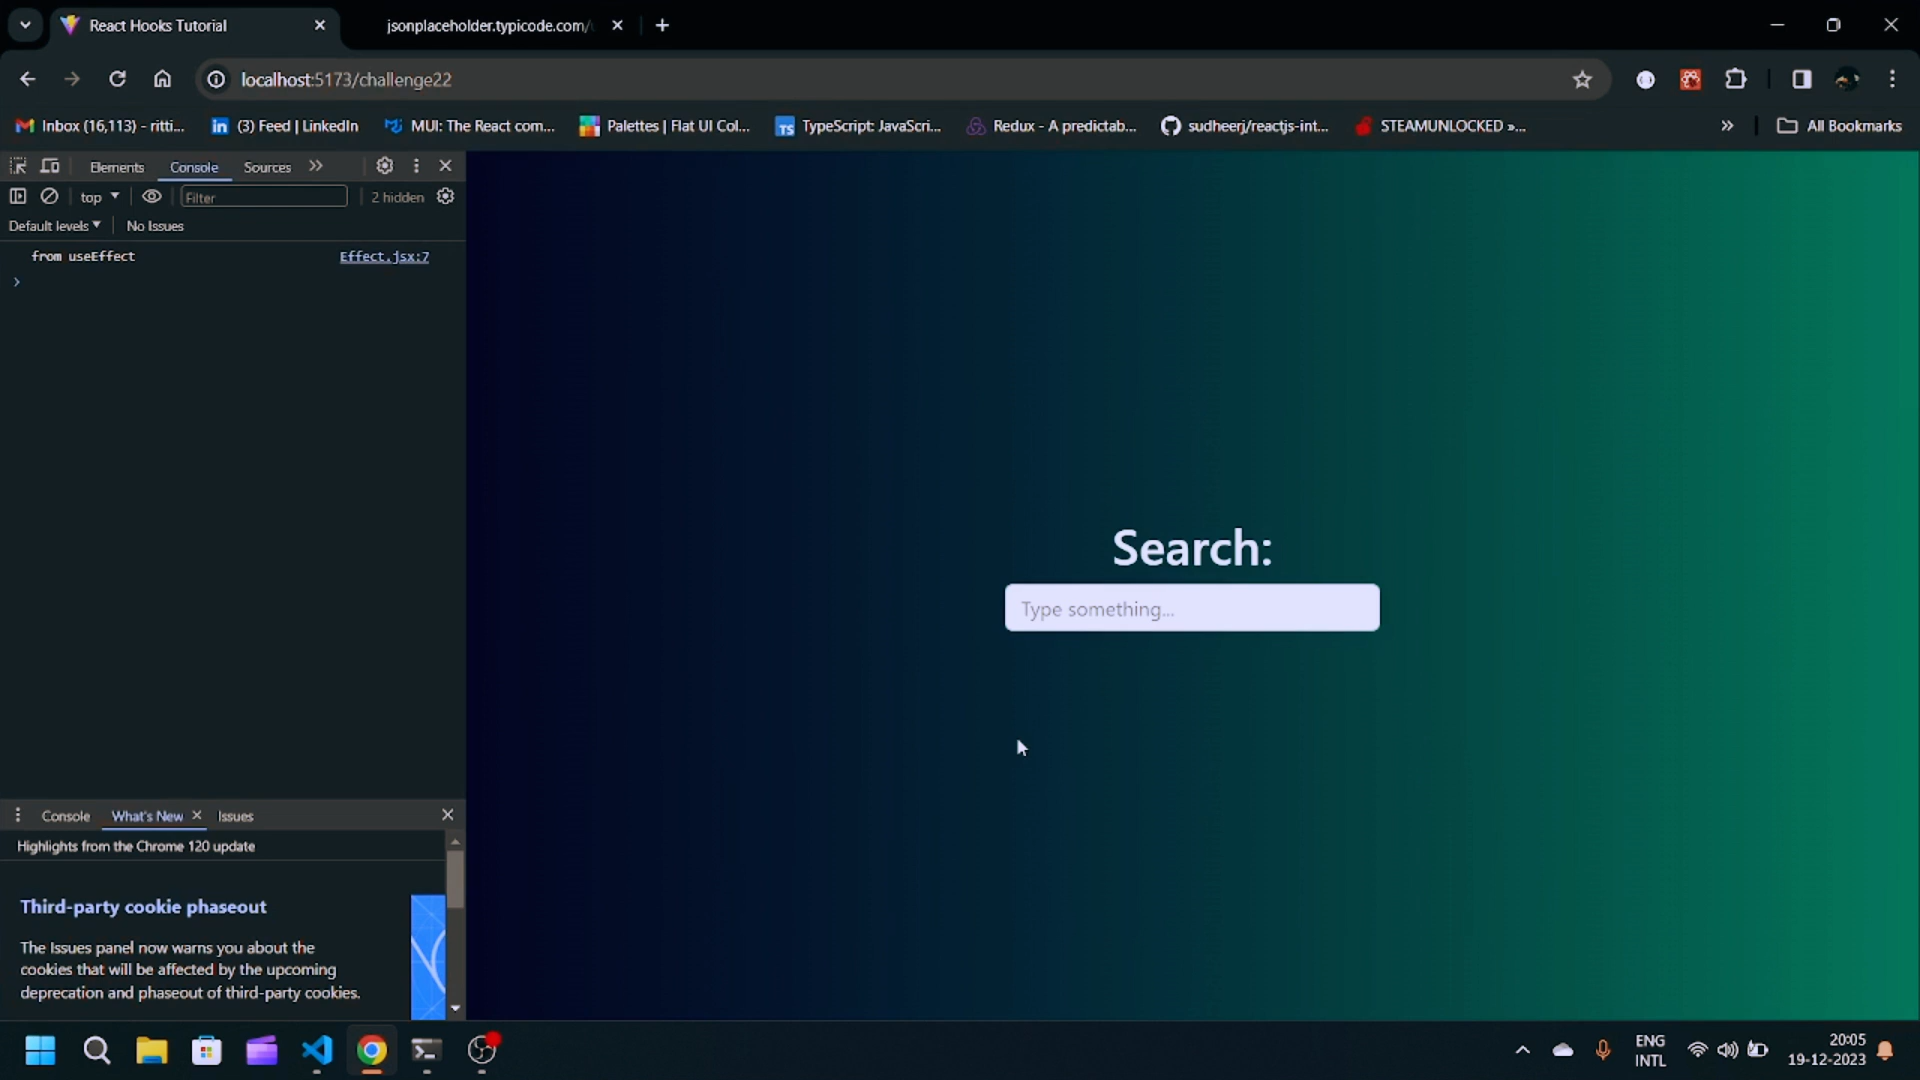 React Hooks Tutorial
jsonplaceholder.typicode.com/
localhost:5173/challenge22
Inbox (16,113) - ritti...
(3) Feed | LinkedIn
MUI: The React com...
Palettes | Flat UI Col...
TypeScript: JavaScri...
Redux - A predictab...
sudheerj/reactjs-int...
STEAMUNLOCKED »...
All Bookmarks
Elements
Console
Sources
top
Filter
2 hidden
Default levels
No Issues
from useEffect
Effect.jsx:7
Search:
Type something...
Console
What's New
Issues
Highlights from the Chrome 120 update
Third-party cookie phaseout
The Issues panel now warns you about the
cookies that will be affected by the upcoming
deprecation and phaseout of third-party cookies.
ENG
INTL
20:05
19-12-2023